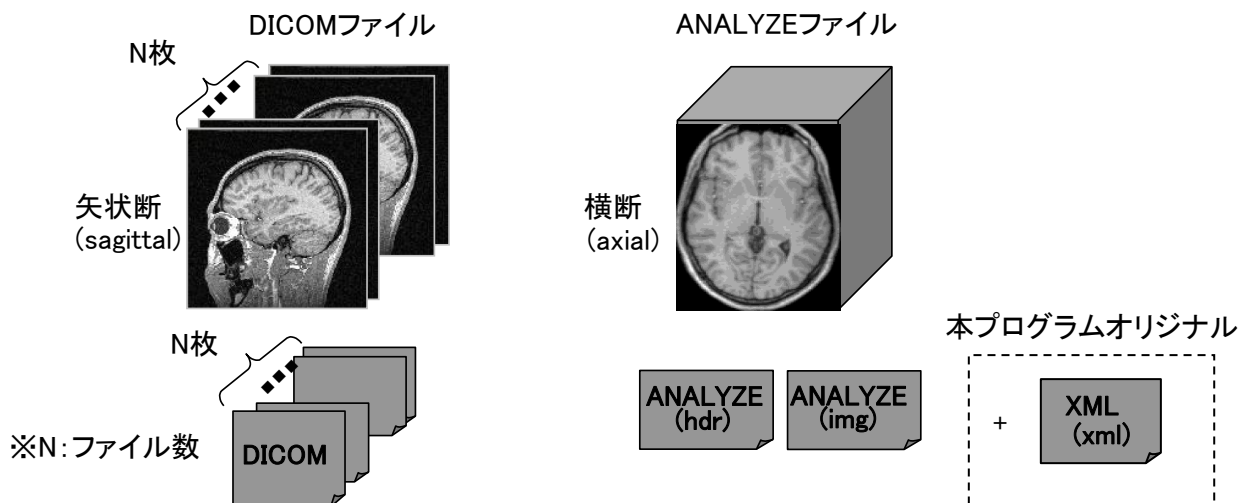 DICOMファイル
N枚
矢状断
(sagittal)
N枚
DICOM
※N:ファイル数
ANALYZEファイル
横断
(axial)
ANALYZE
(hdr)
ANALYZE
(img)
本プログラムオリジナル
+
XML
(xml)